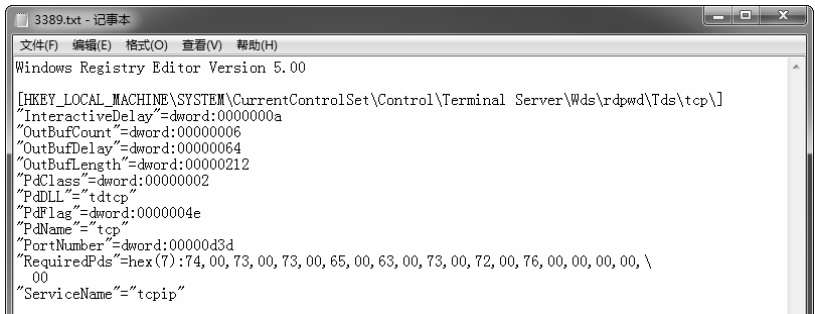 3389.txt - 记事本
文件(F) 编辑(E) 格式(O) 查看(V) 帮助(H)
Windows Registry Editor Version 5.00
[HKEY_LOCAL_MACHINE\SYSTEM\CurrentControlSet\Control\Terminal Server\Wds\rdpwd\Tds\tcp\]
"InteractiveDelay"=dword:0000000a
"OutBufCount"=dword:00000006
"OutBufDelay"=dword:00000064
"OutBufLength"=dword:00000212
"PdClass"=dword:00000002
"PdDLL"="tdtcp"
"PdFlag"=dword:0000004e
"PdName"="tcp"
"PortNumber"=dword:00000d3d
"RequiredPds"=hex(7):74,00,73,00,73,00,65,00,63,00,73,00,72,00,76,00,00,00,00,\
  00
"ServiceName"="tcpip"